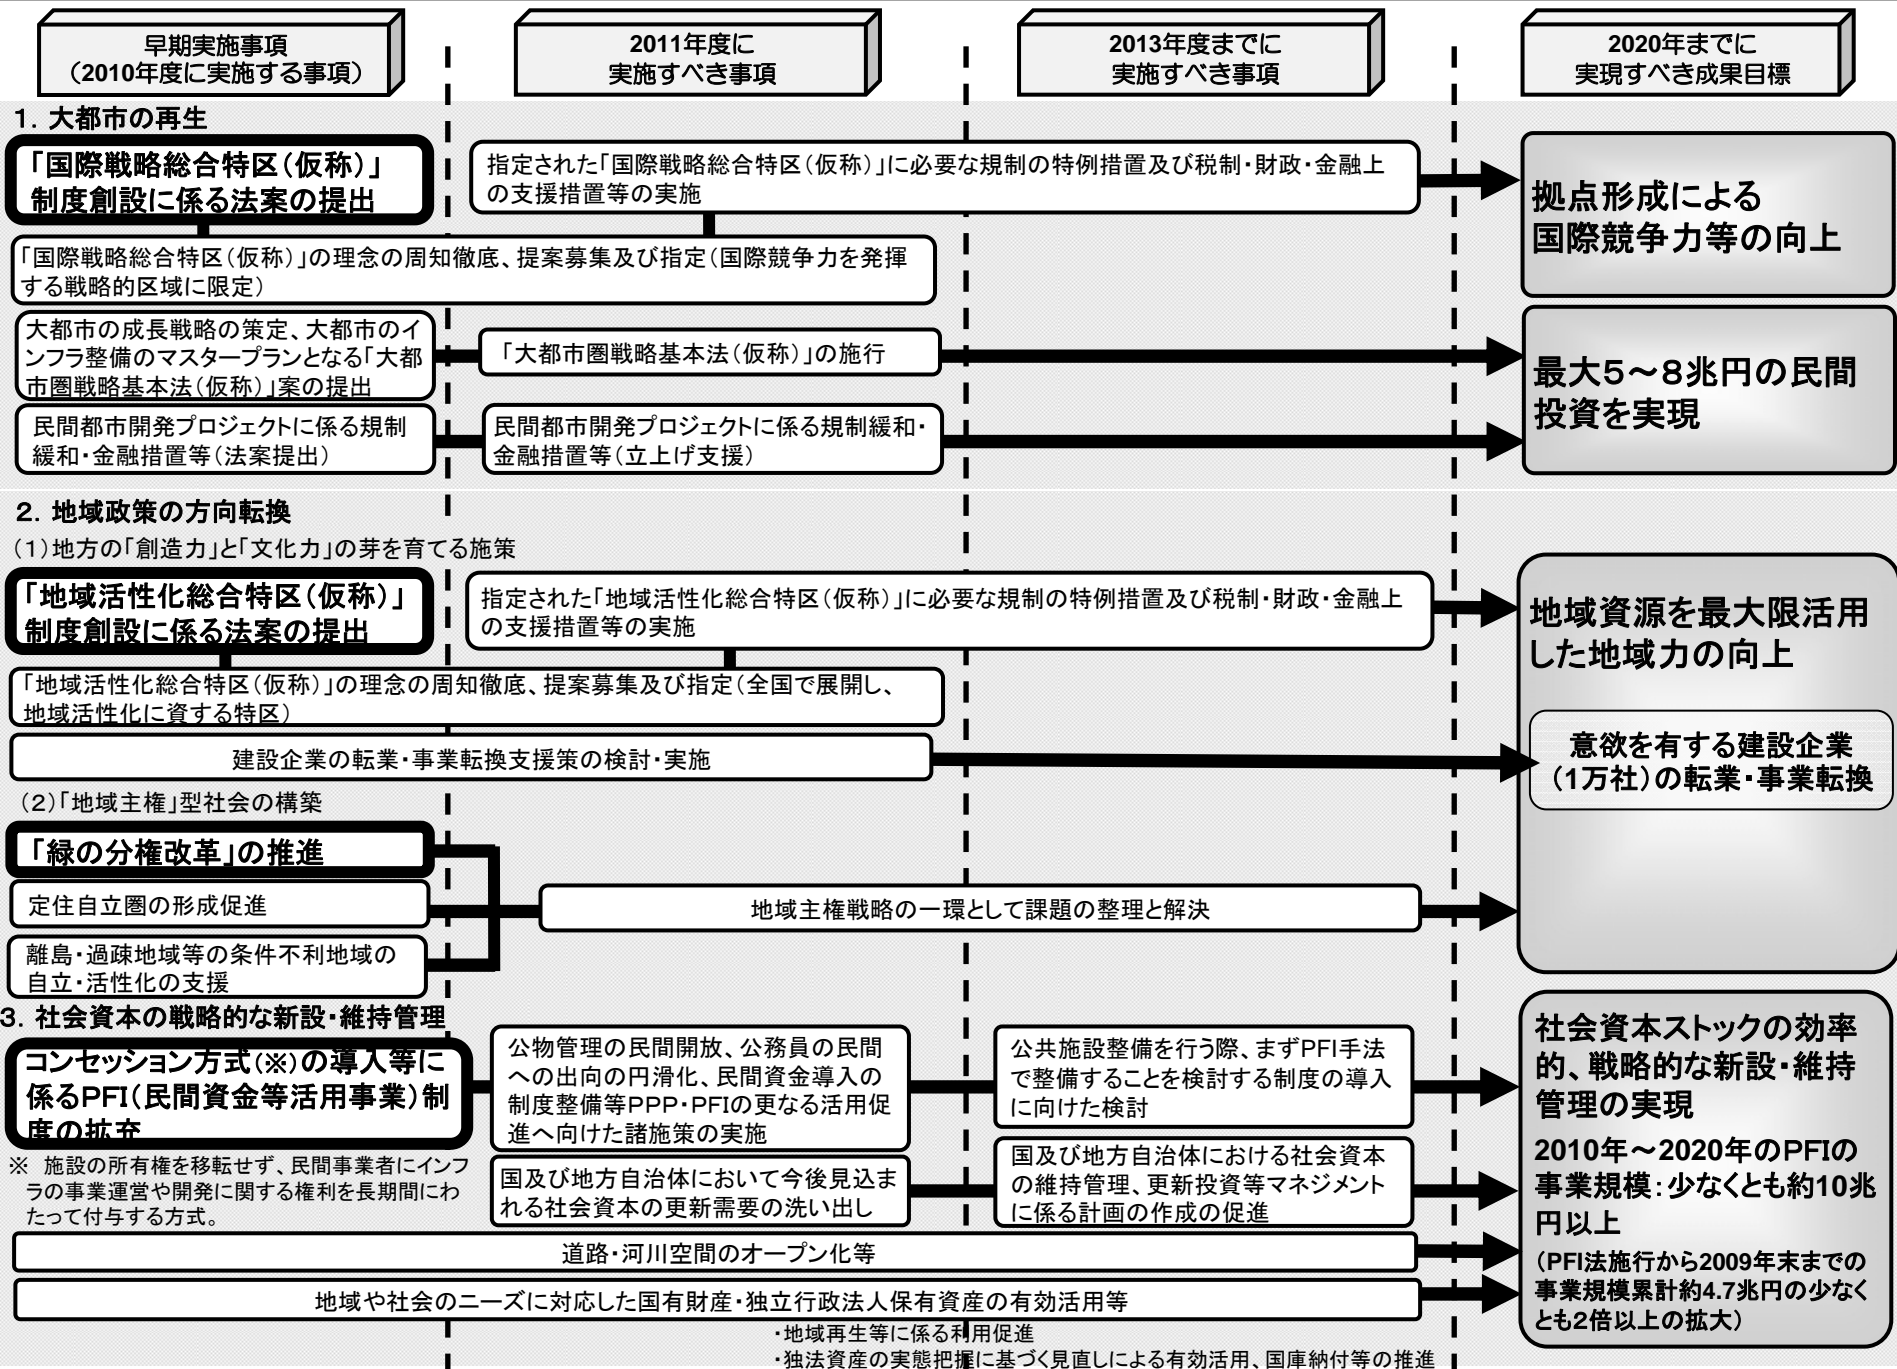 早期実施事項
（2010年度に実施する事項）
2011年度に
実施すべき事項
2013年度までに
実施すべき事項
2020年までに
実現すべき成果目標
１．大都市の再生
「国際戦略総合特区（仮称）」
制度創設に係る法案の提出
指定された「国際戦略総合特区（仮称）」に必要な規制の特例措置及び税制・財政・金融上
の支援措置等の実施
拠点形成による
国際競争力等の向上
「国際戦略総合特区（仮称）」の理念の周知徹底、提案募集及び指定（国際競争力を発揮
する戦略的区域に限定）
大都市の成長戦略の策定、大都市のイ
ンフラ整備のマスタープランとなる「大都
市圏戦略基本法（仮称）」案の提出
「大都市圏戦略基本法（仮称）」の施行
最大５～８兆円の民間
投資を実現
民間都市開発プロジェクトに係る規制
緩和・金融措置等（法案提出）
民間都市開発プロジェクトに係る規制緩和・
金融措置等（立上げ支援）
２．地域政策の方向転換
（１）地方の「創造力」と「文化力」の芽を育てる施策
「地域活性化総合特区（仮称）」
制度創設に係る法案の提出
指定された「地域活性化総合特区（仮称）」に必要な規制の特例措置及び税制・財政・金融上
の支援措置等の実施
地域資源を最大限活用
した地域力の向上
「地域活性化総合特区（仮称）」の理念の周知徹底、提案募集及び指定（全国で展開し、
地域活性化に資する特区）
建設企業の転業・事業転換支援策の検討・実施
意欲を有する建設企業
（１万社）の転業・事業転換
（２）「地域主権」型社会の構築
「緑の分権改革」の推進
定住自立圏の形成促進
地域主権戦略の一環として課題の整理と解決
離島・過疎地域等の条件不利地域の
自立・活性化の支援
３．社会資本の戦略的な新設・維持管理
コンセッション方式（※）の導入等に
係るPFI（民間資金等活用事業）制
度の拡充
公物管理の民間開放、公務員の民間
への出向の円滑化、民間資金導入の
制度整備等PPP・PFIの更なる活用促
進へ向けた諸施策の実施
公共施設整備を行う際、まずPFI手法
で整備することを検討する制度の導入
に向けた検討
社会資本ストックの効率
的、戦略的な新設・維持
管理の実現
2010年～2020年のPFIの
事業規模：少なくとも約10兆
円以上
（PFI法施行から2009年末までの
事業規模累計約4.7兆円の少なく
とも2倍以上の拡大）
※　施設の所有権を移転せず、民間事業者にインフ
ラの事業運営や開発に関する権利を長期間にわ
たって付与する方式。
国及び地方自治体において今後見込ま
れる社会資本の更新需要の洗い出し
国及び地方自治体における社会資本
の維持管理、更新投資等マネジメント
に係る計画の作成の促進
道路・河川空間のオープン化等
地域や社会のニーズに対応した国有財産・独立行政法人保有資産の有効活用等
・地域再生等に係る利用促進
・独法資産の実態把握に基づく見直しによる有効活用、国庫納付等の推進